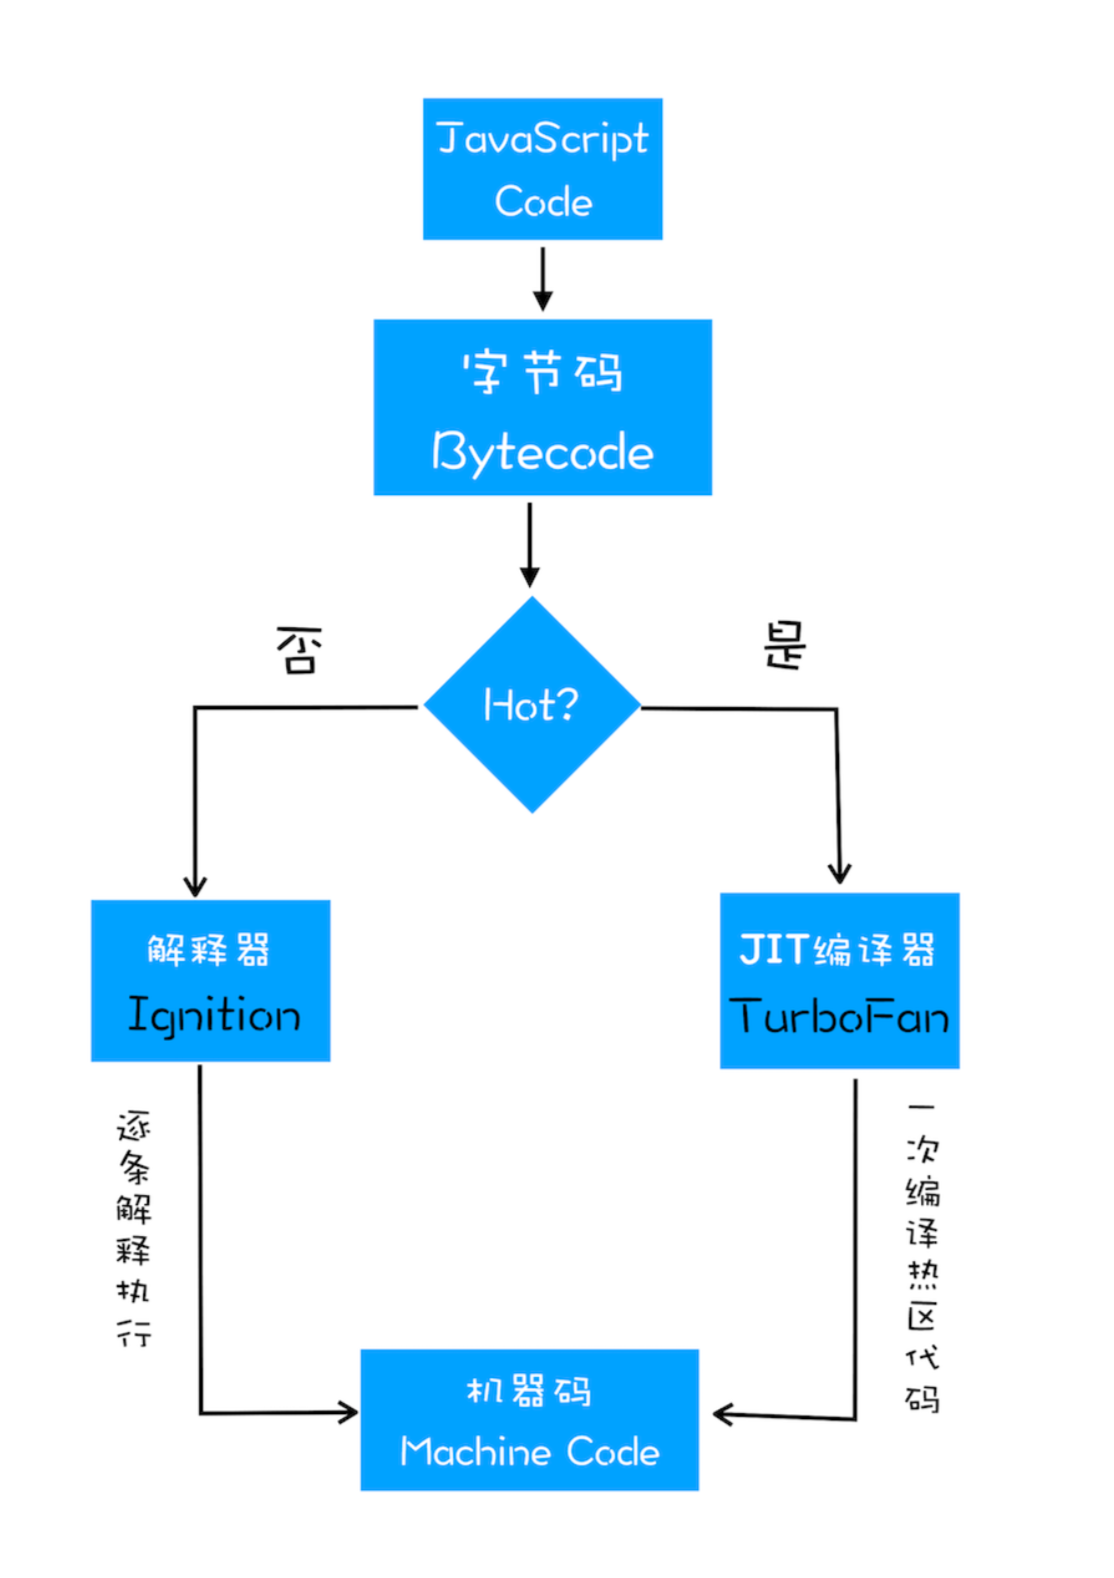 JavaScript
Code
字节码
Bytecode
否
是
Hot?
解释器
Ignition
JIT编译器
TurboFan
逐条解释执行
一次编译热区代码
机器码
Machine Code